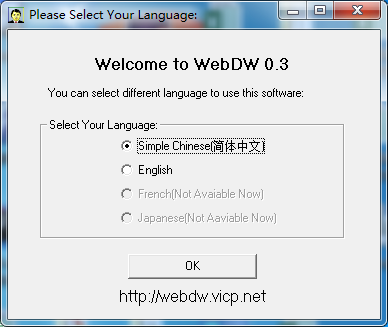 Please Select Your Language:
Welcome to WebDW 0.3
You can select different language to use this software:
Select Your Language:
Simple Chinese(简体中文)
English
French(Not Avaiable Now)
Japanese(Not Aaviable Now)
OK
http://webdw.vicp.net